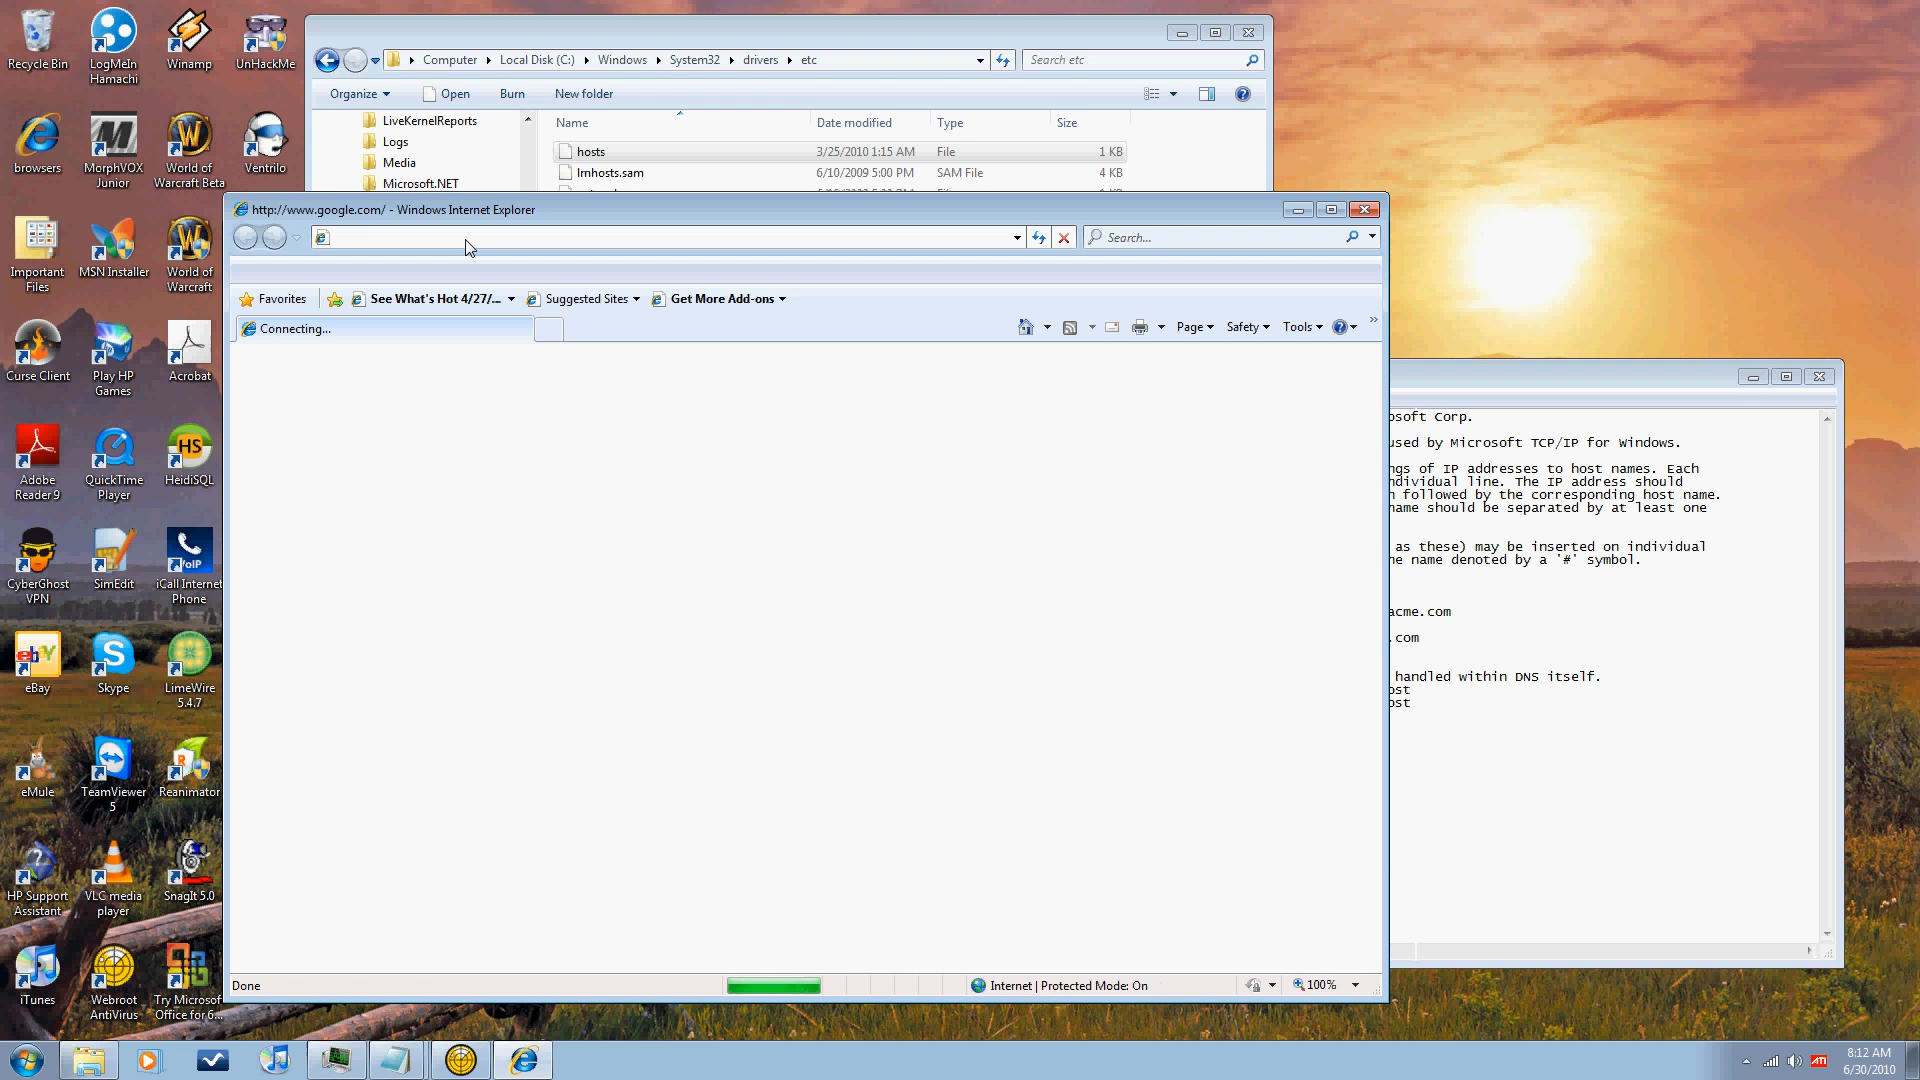 Recycle Bin
LogMeIn
Hamachi
Winamp
UnHackMe
browsers
MorphVOX
Junior
World of
Warcraft Beta
Ventrilo
Important
Files
MSN Installer
World of
Warcraft
Curse Client
Play HP
Games
Acrobat
Adobe
Reader 9
QuickTime
Player
HS
HeidiSQL
CyberGhost
VPN
SimEdit
VoIP
iCall Internet
Phone
ebY
eBay
Skype
LimeWire
5.4.7
eMule
TeamViewer
5
Reanimator
HP Support
Assistant
VLC media
player
SnagIt 5.0
iTunes
Webroot
AntiVirus
Try Microsof
Office for 6...
Computer Local Disk (C:) Windows System32 drivers etc
Search etc
Organize Open Burn New folder
LiveKernelReports
Logs
Media
Microsoft.NET
Name Date modified Type Size
hosts 3/25/2010 1:15 AM File 1 KB
lmhosts.sam 6/10/2009 5:00 PM SAM File 4 KB
http://www.google.com/ - Windows Internet Explorer
Search...
Favorites See What's Hot 4/27/... Suggested Sites Get More Add-ons
Connecting...
Page Safety Tools
Done
Internet | Protected Mode: On
100%
osoft Corp.
used by Microsoft TCP/IP for Windows.
ngs of IP addresses to host names. Each
ndividual line. The IP address should
n followed by the corresponding host name.
name should be separated by at least one
as these) may be inserted on individual
he name denoted by a '#' symbol.
acme.com
.com
handled within DNS itself.
ost
ost
ATI
8:12 AM
6/30/2010